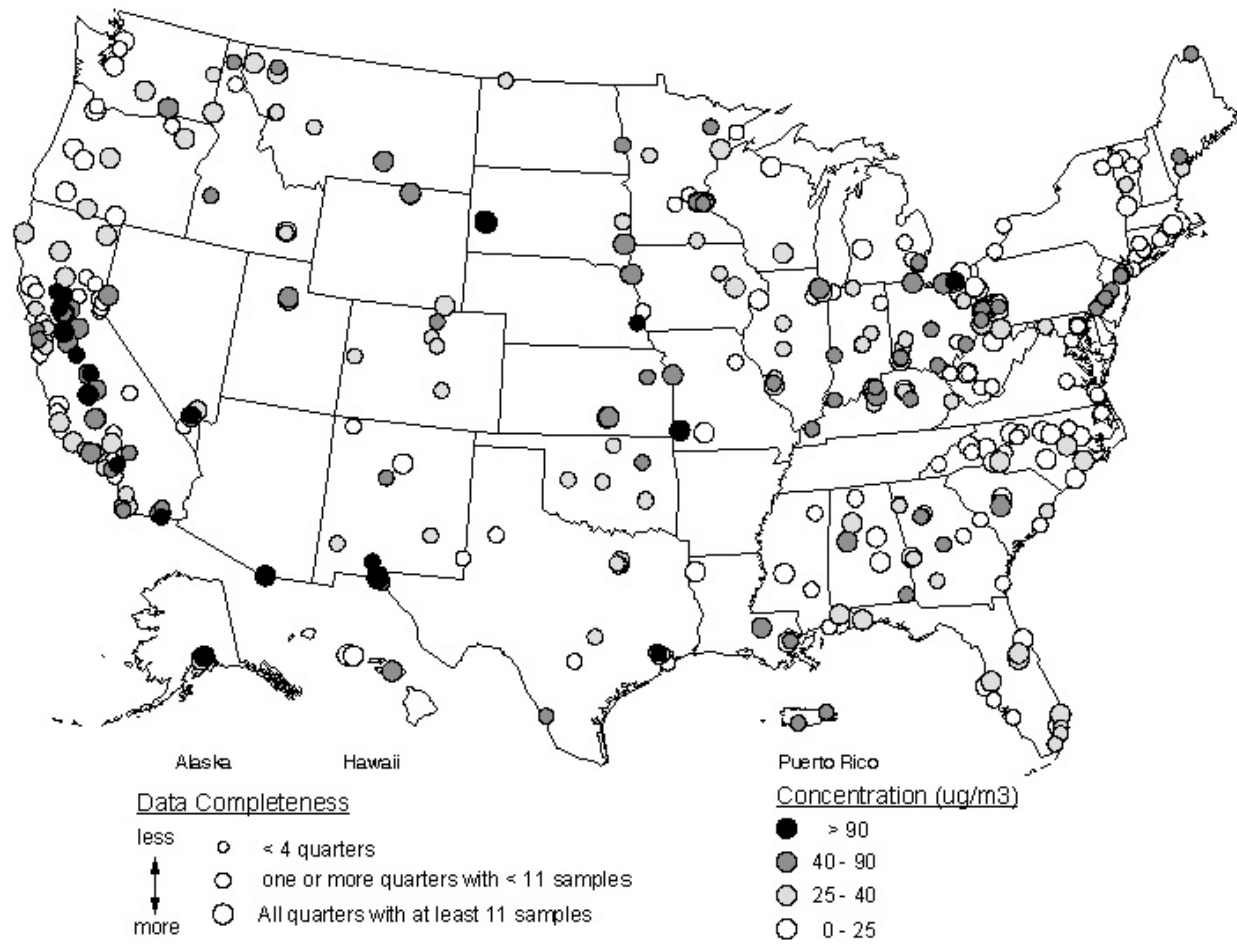 Alaska
Hawaii
Puerto Rico
Data Completeness
less
more
< 4 quarters
one or more quarters with < 11 samples
All quarters with at least 11 samples
Concentration (ug/m3)
> 90
40 - 90
25 - 40
0 - 25